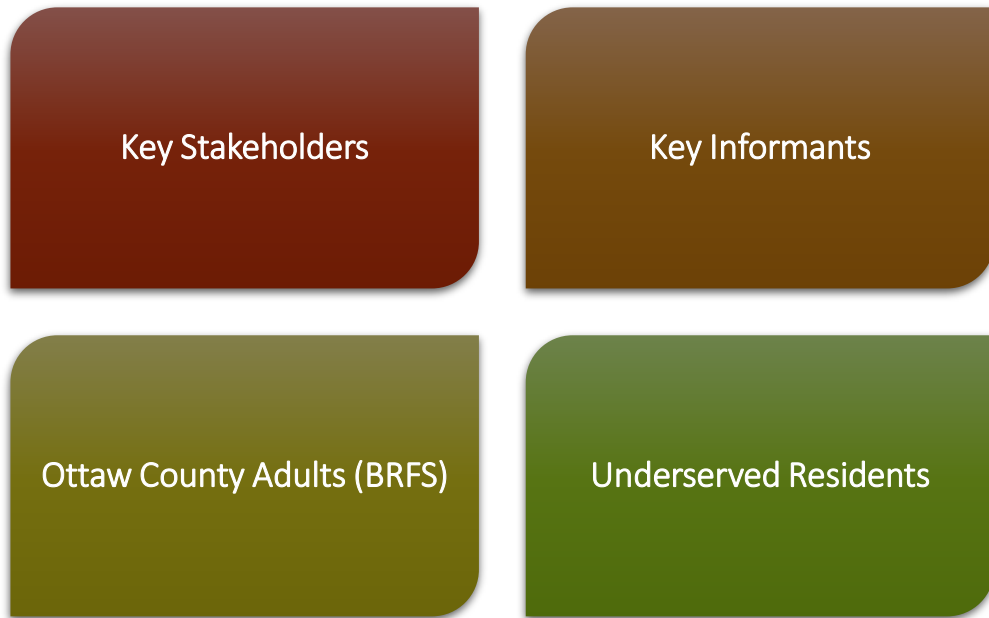 Key Stakeholders
Key Informants
Ottaw County Adults (BRFS)
Underserved Residents